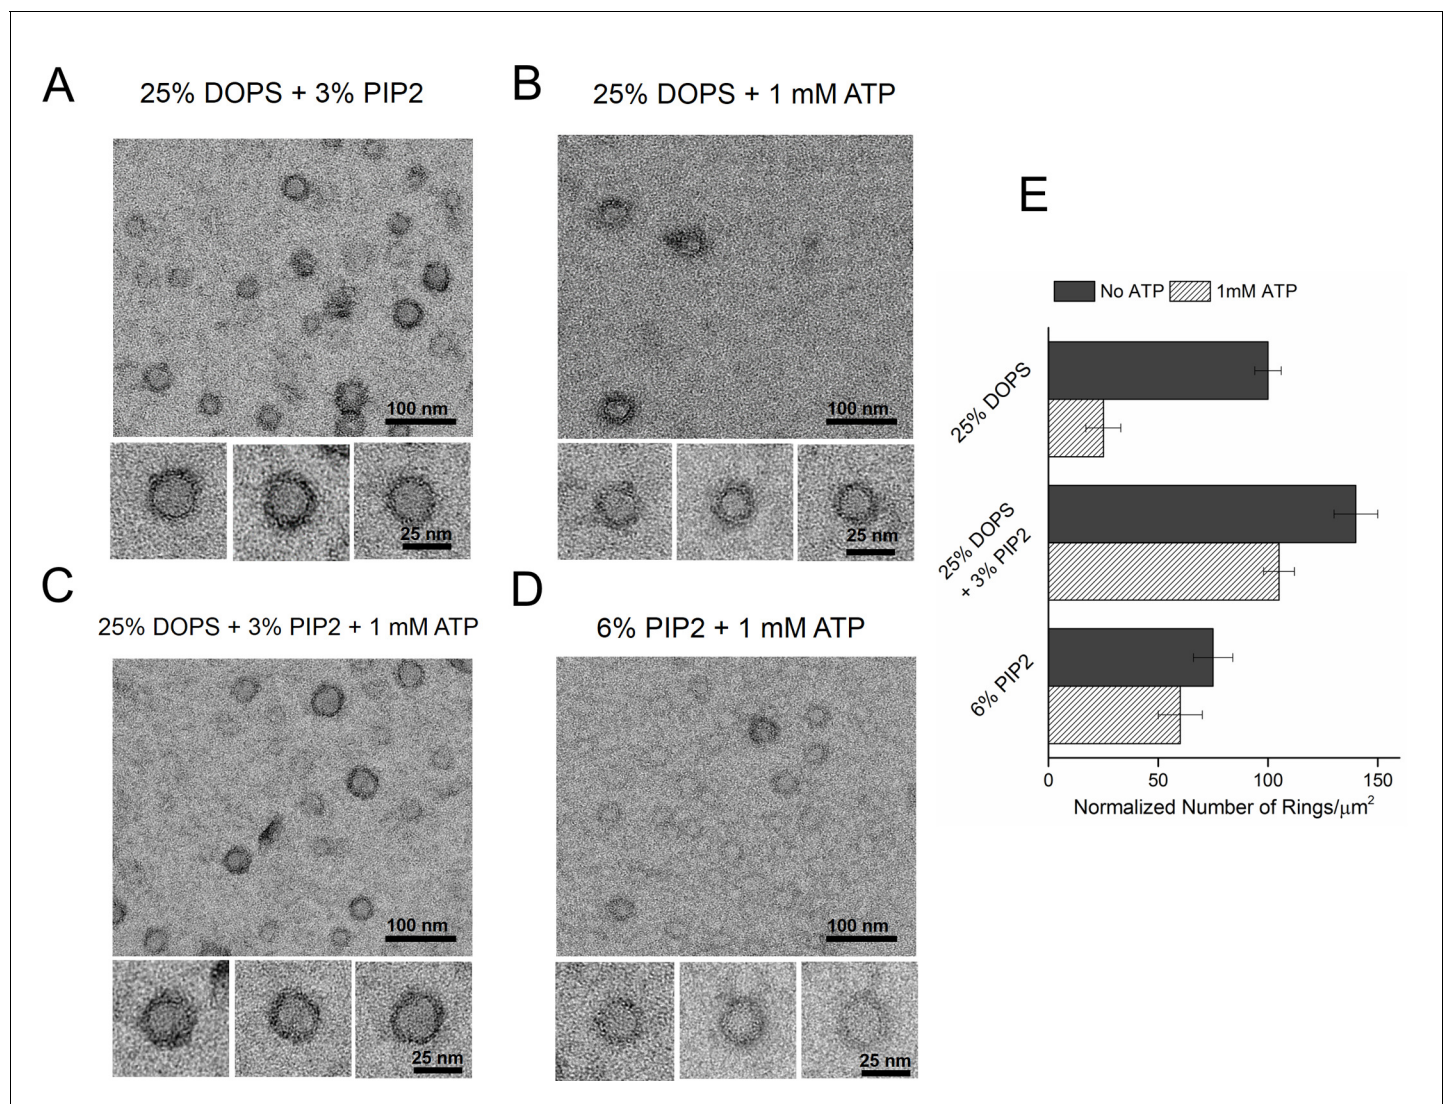 A
25% DOPS + 3% PIP2
100 nm
25 nm
B
25% DOPS + 1 mM ATP
100 nm
25 nm
C
25% DOPS + 3% PIP2 + 1 mM ATP
100 nm
25 nm
D
6% PIP2 + 1 mM ATP
100 nm
25 nm
E
No ATP 1mM ATP
25% DOPS
25% DOPS
+ 3% PIP2
6% PIP2
0 50 100 150
Normalized Number of Rings/μm²